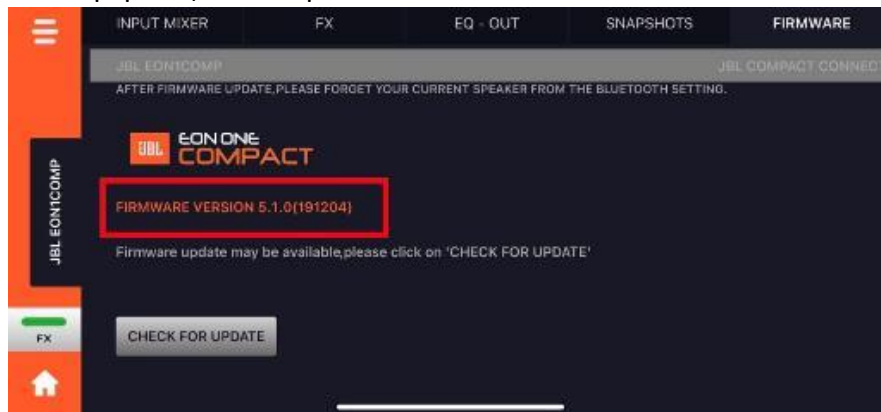 INPUT MIXER FX EQ - OUT SNAPSHOTS FIRMWARE
JBL EON1COMP JBL COMPACT CONNECT
AFTER FIRMWARE UPDATE,PLEASE FORGET YOUR CURRENT SPEAKER FROM THE BLUETOOTH SETTING.
JBL EON ONE
COMPACT
JBL EON1COMP
FIRMWARE VERSION 5.1.0(191204)
Firmware update may be available,please click on 'CHECK FOR UPDATE'
FX
CHECK FOR UPDATE